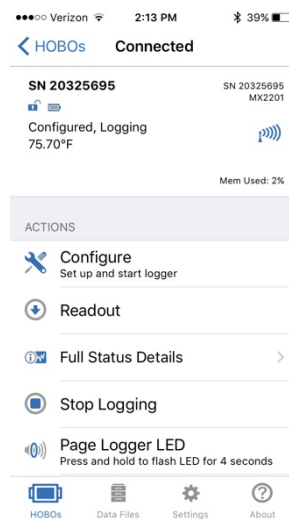 Verizon 2:13 PM 39%
HOBOs Connected
SN 20325695 SN 20325695
MX2201
Configured, Logging
75.70°F
Mem Used: 2%
ACTIONS
Configure
Set up and start logger
Readout
Full Status Details
Stop Logging
Page Logger LED
Press and hold to flash LED for 4 seconds
HOBOs Data Files Settings About